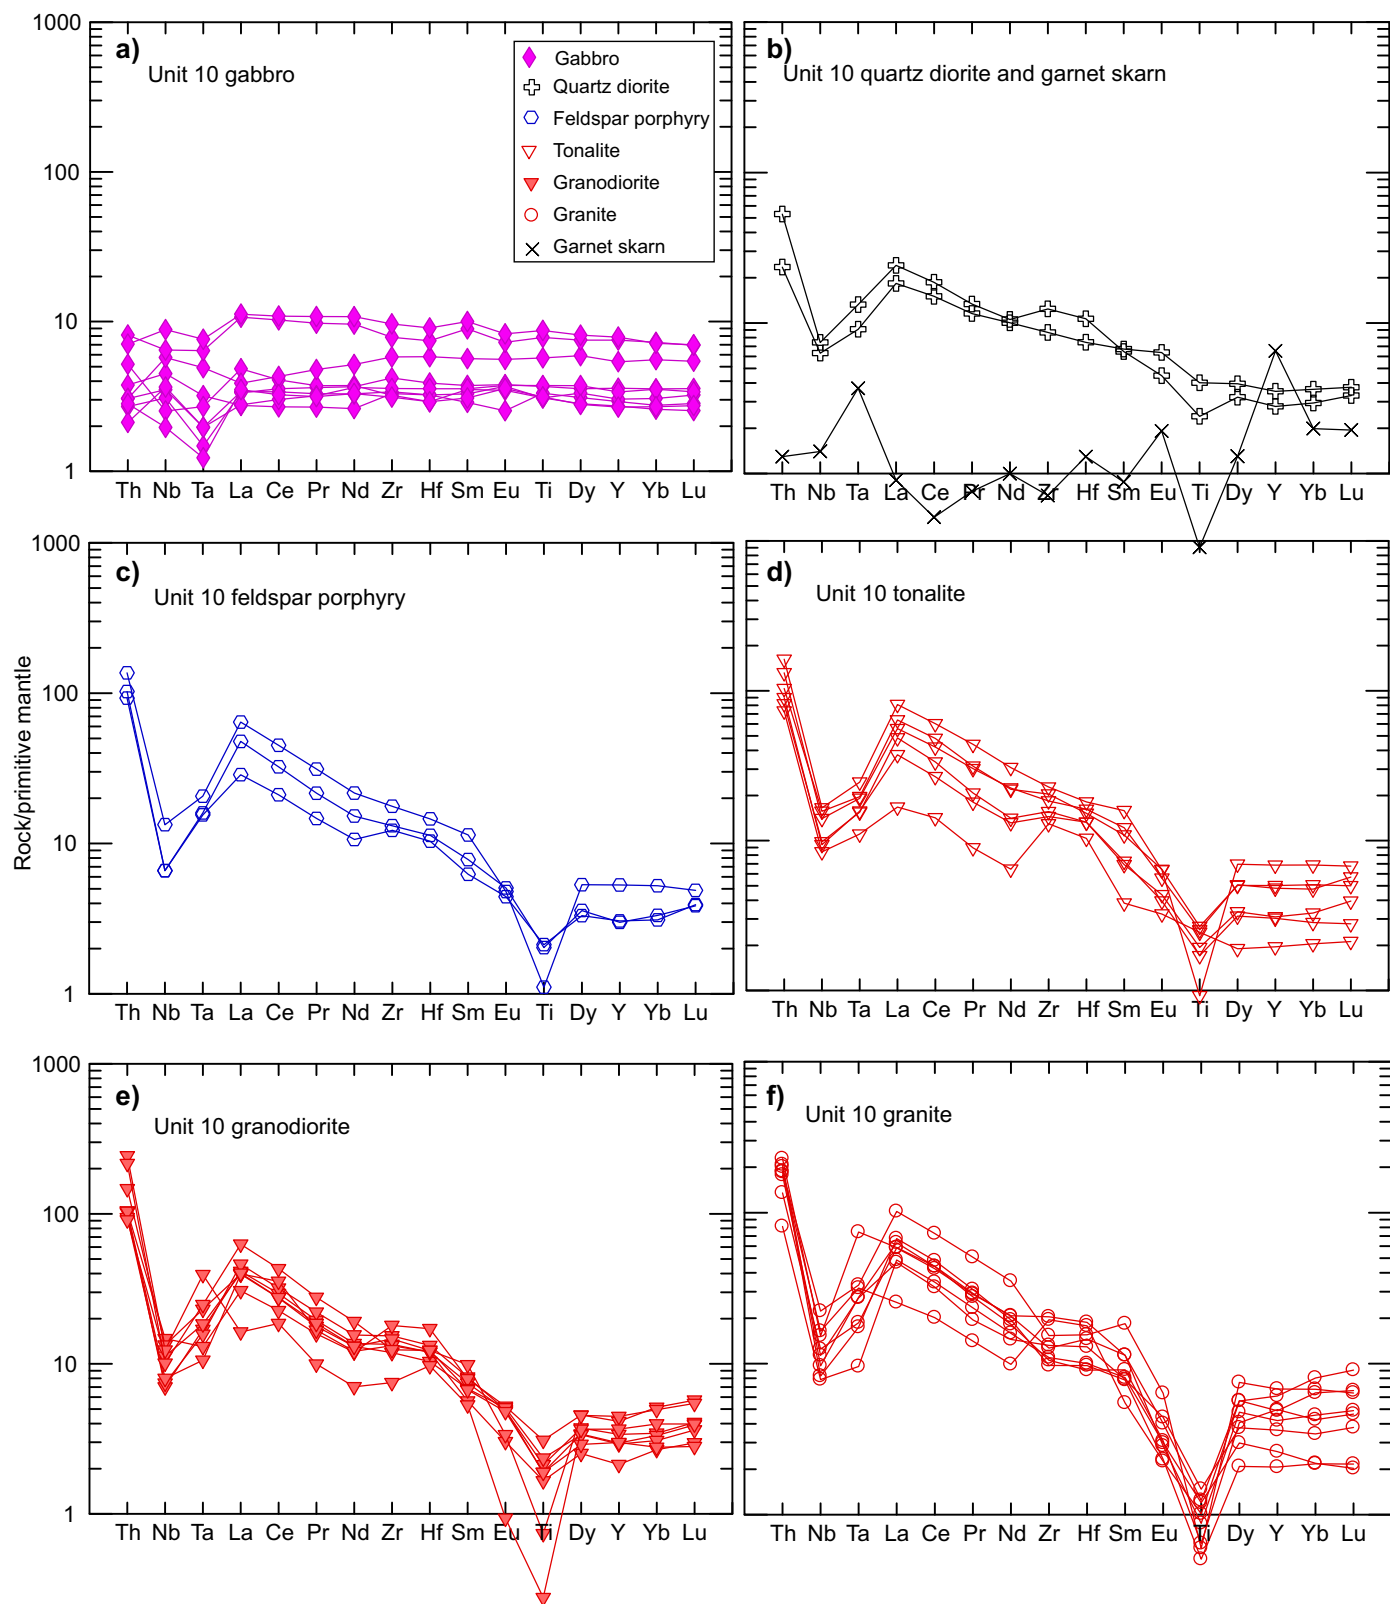 1000
100
10
1
a)
Unit 10 gabbro
Gabbro
Quartz diorite
Feldspar porphyry
Tonalite
Granodiorite
Granite
Garnet skarn
Th Nb Ta La Ce Pr Nd Zr Hf Sm Eu Ti Dy Y Yb Lu
b)
Unit 10 quartz diorite and garnet skarn
Th Nb Ta La Ce Pr Nd Zr Hf Sm Eu Ti Dy Y Yb Lu
Rock/primitive mantle
1000
100
10
1
c)
Unit 10 feldspar porphyry
Th Nb Ta La Ce Pr Nd Zr Hf Sm Eu Ti Dy Y Yb Lu
d)
Unit 10 tonalite
Th Nb Ta La Ce Pr Nd Zr Hf Sm Eu Ti Dy Y Yb Lu
1000
100
10
1
e)
Unit 10 granodiorite
Th Nb Ta La Ce Pr Nd Zr Hf Sm Eu Ti Dy Y Yb Lu
f)
Unit 10 granite
Th Nb Ta La Ce Pr Nd Zr Hf Sm Eu Ti Dy Y Yb Lu